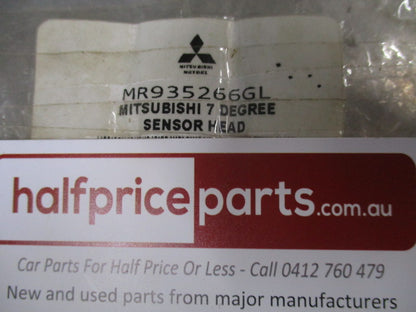 MITSUBISHI
MR935266GL
MITSUBISHI 7 DEGREE
SENSOR HEAD
halfpriceparts.com.au
Car Parts For Half Price Or Less - Call 0412 760 479
New and used parts from major manufacturers